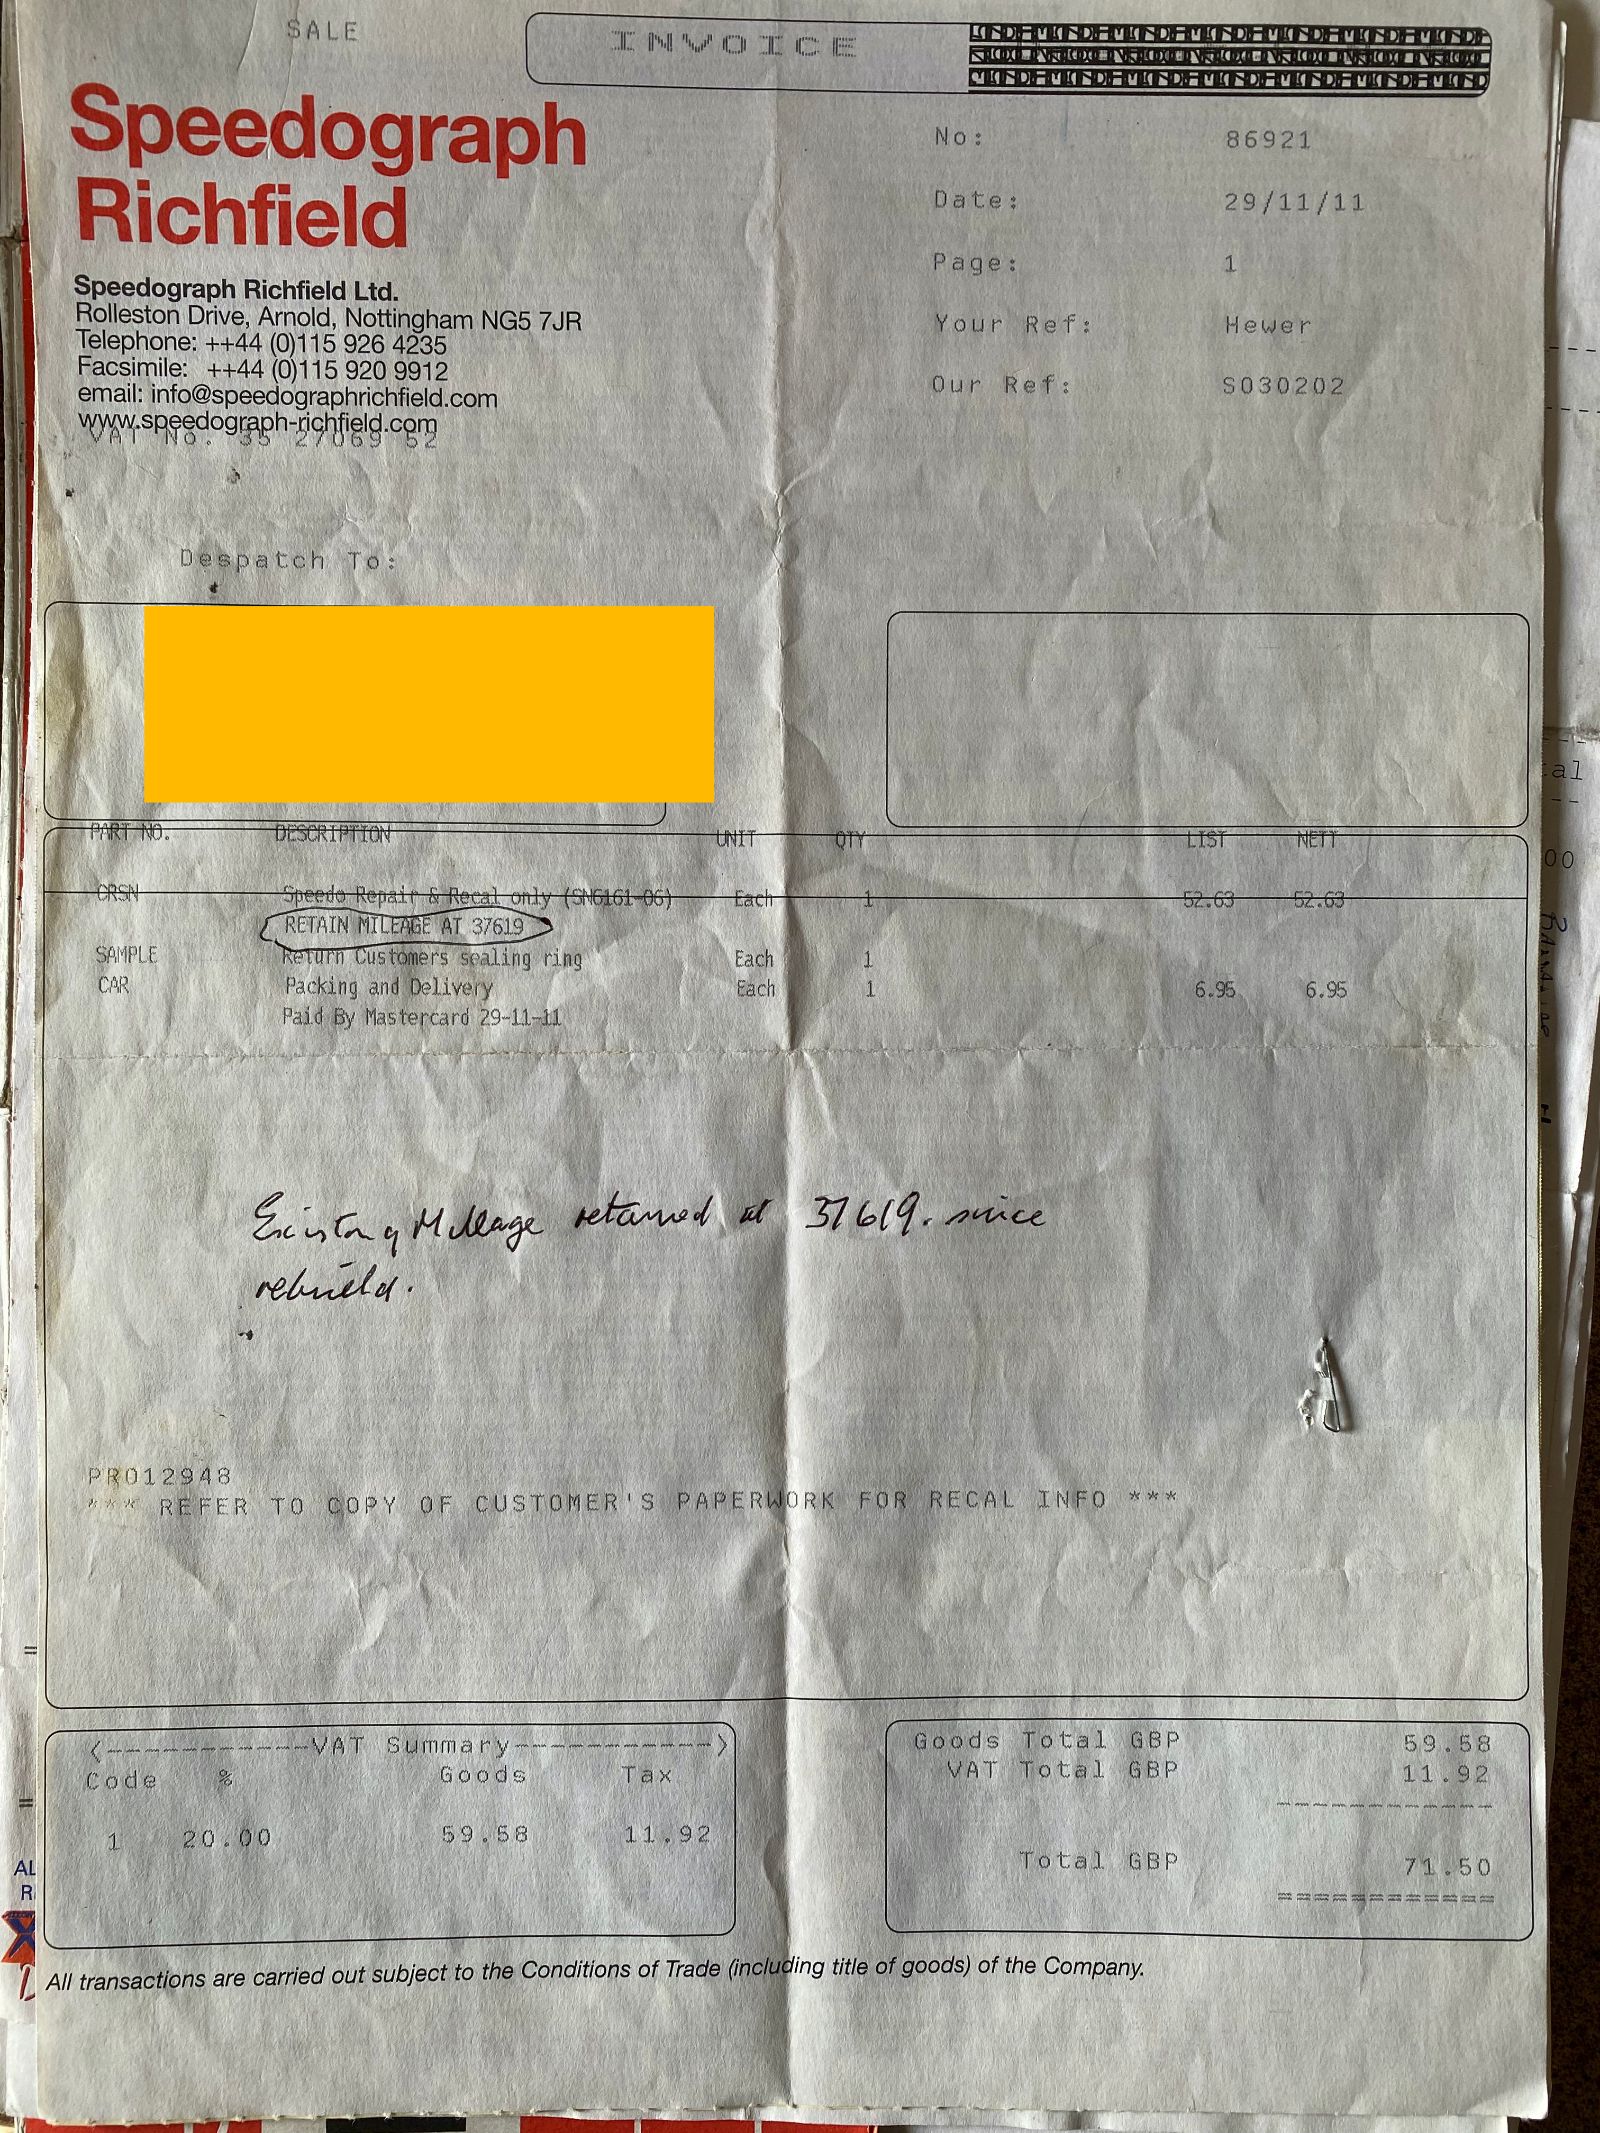 SALE
INVOICE
Speedograph
Richfield
Speedograph Richfield Ltd.
Rolleston Drive, Arnold, Nottingham NG5 7JR
Telephone: ++44 (0)115 926 4235
Facsimile: ++44 (0)115 920 9912
email: info@speedographrichfield.com
www.speedograph-richfield.com
VAT No. 35 27069 52
No: 86921
Date: 29/11/11
Page: 1
Your Ref: Hewer
Our Ref: S030202
Despatch To:
PART NO. DESCRIPTION UNIT QTY LIST NETT
CRSN Speedo Repair & Recal only (SN6161-06) Each 1 52.63 52.63
RETAIN MILEAGE AT 37619
SAMPLE Return Customers sealing ring Each 1
CAR Packing and Delivery Each 1 6.95 6.95
Paid By Mastercard 29-11-11
Existing Mileage retained at 37619. since
rebuild.
PR012948
*** REFER TO COPY OF CUSTOMER'S PAPERWORK FOR RECAL INFO ***
<-----------VAT Summary----------->
Code % Goods Tax
1 20.00 59.58 11.92
Goods Total GBP 59.58
VAT Total GBP 11.92
Total GBP 71.50
All transactions are carried out subject to the Conditions of Trade (including title of goods) of the Company.